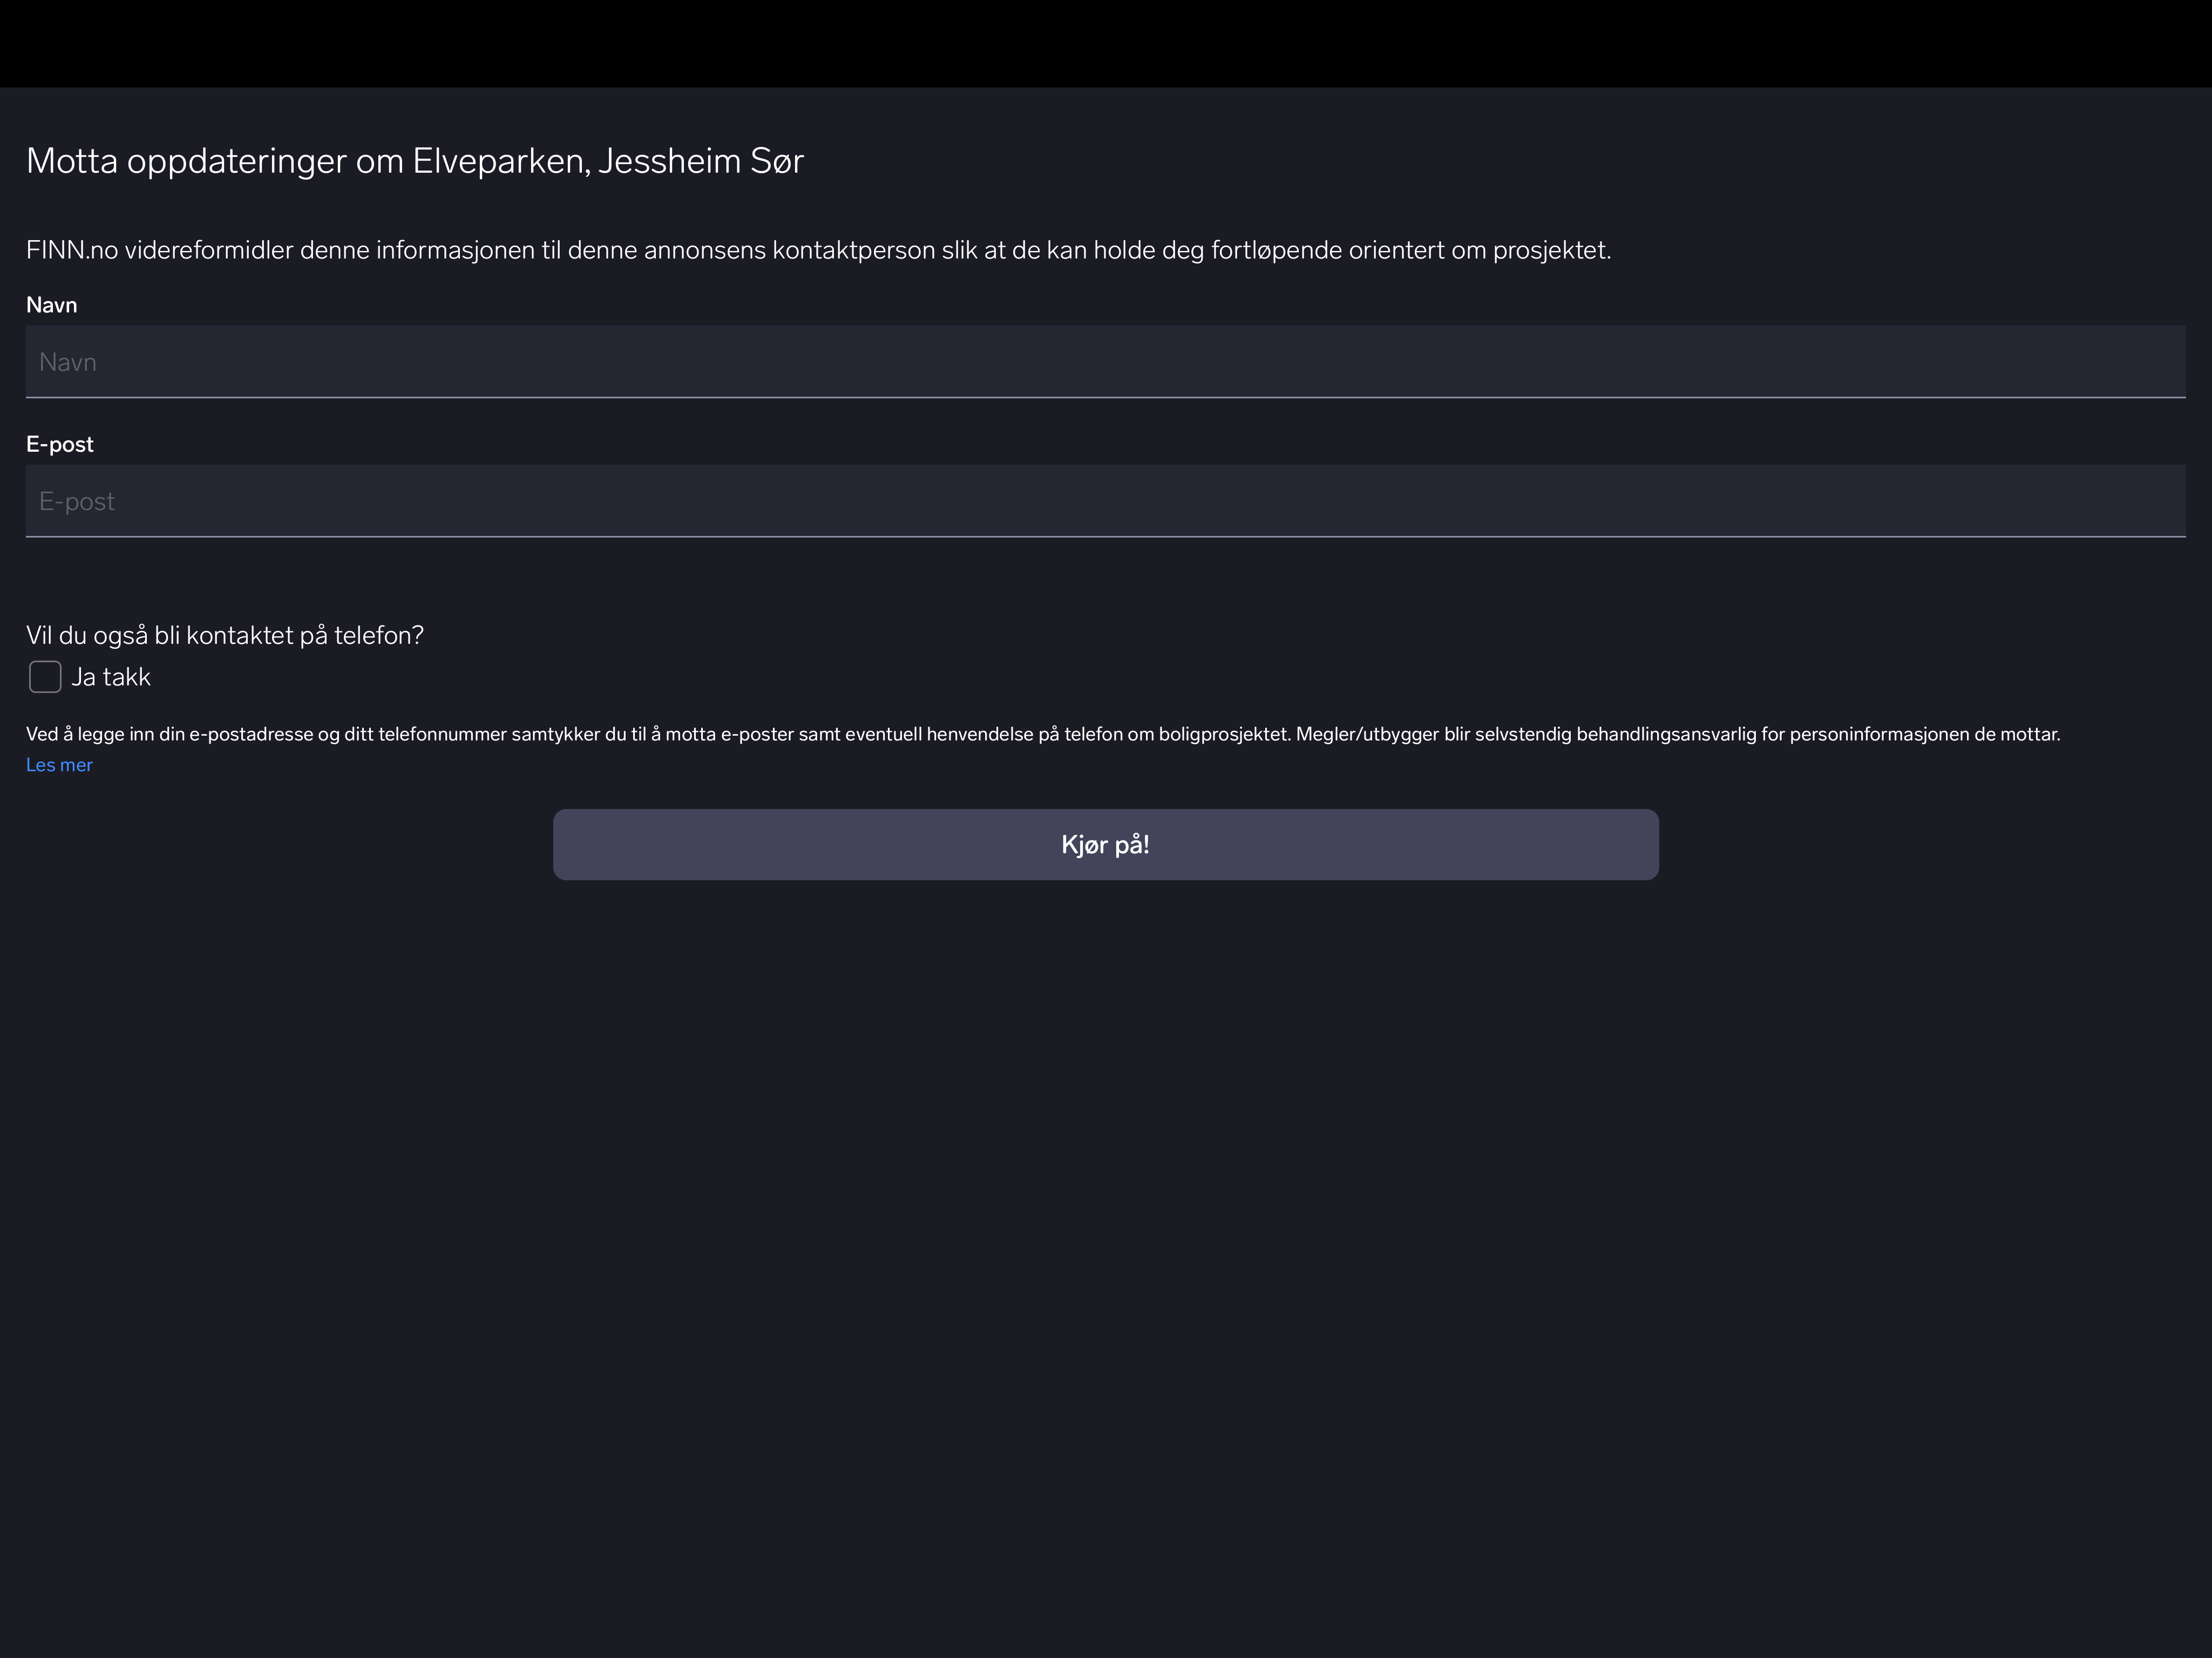 Motta oppdateringer om Elveparken, Jessheim Sør
FINN.no videreformidler denne informasjonen til denne annonsens kontaktperson slik at de kan holde deg fortløpende orientert om prosjektet.
Navn
Navn
E-post
E-post
Vil du også bli kontaktet på telefon?
Ja takk
Ved å legge inn din e-postadresse og ditt telefonnummer samtykker du til å motta e-poster samt eventuell henvendelse på telefon om boligprosjektet. Megler/utbygger blir selvstendig behandlingsansvarlig for personinformasjonen de mottar.
Les mer
Kjør på!